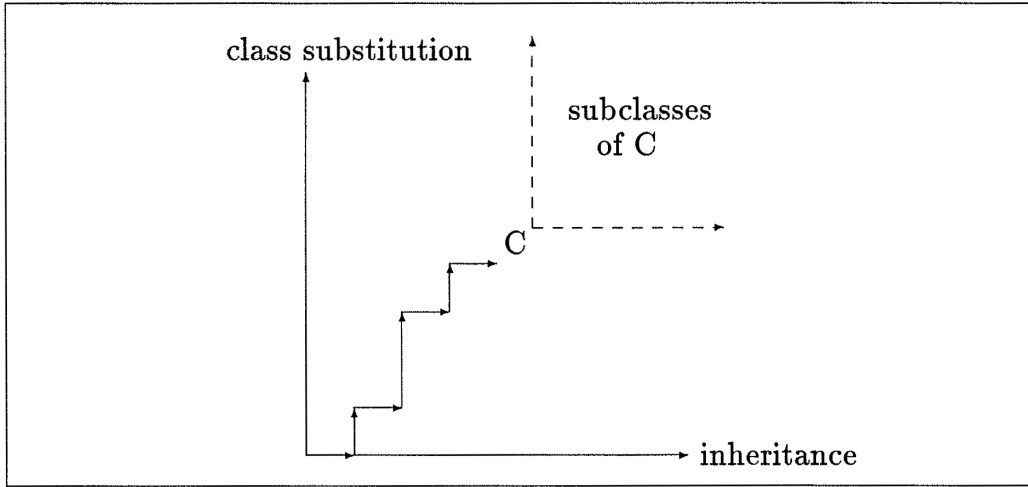 class substitution
subclasses
of C
C
inheritance